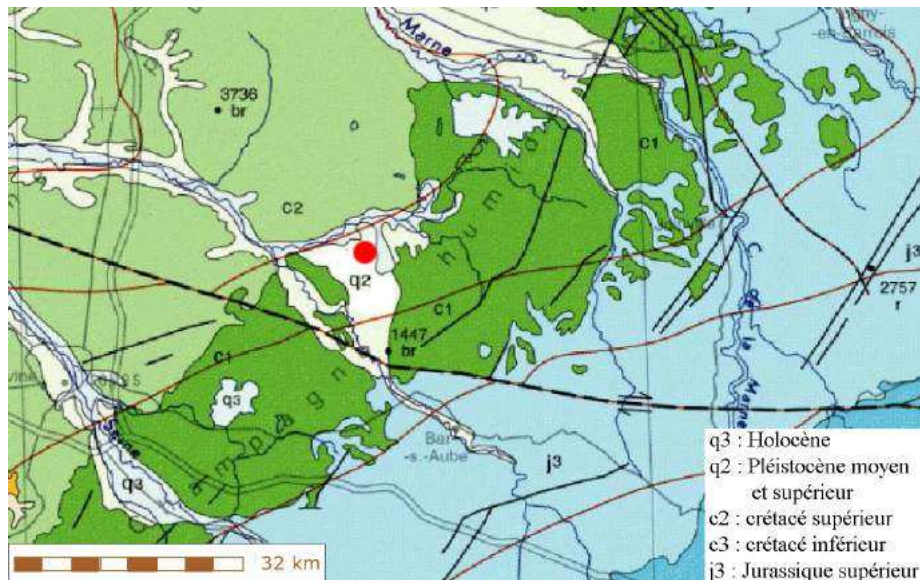 Marne
3736
br
c1
c2
q2
c1
j3
2757
r
1447
br
c1
q3
Bar
-s.-Aube
j3
q3
Marne
q3 : Holocène
q2 : Pléistocène moyen
et supérieur
c2 : crétacé supérieur
c3 : crétacé inférieur
j3 : Jurassique supérieur
32 km